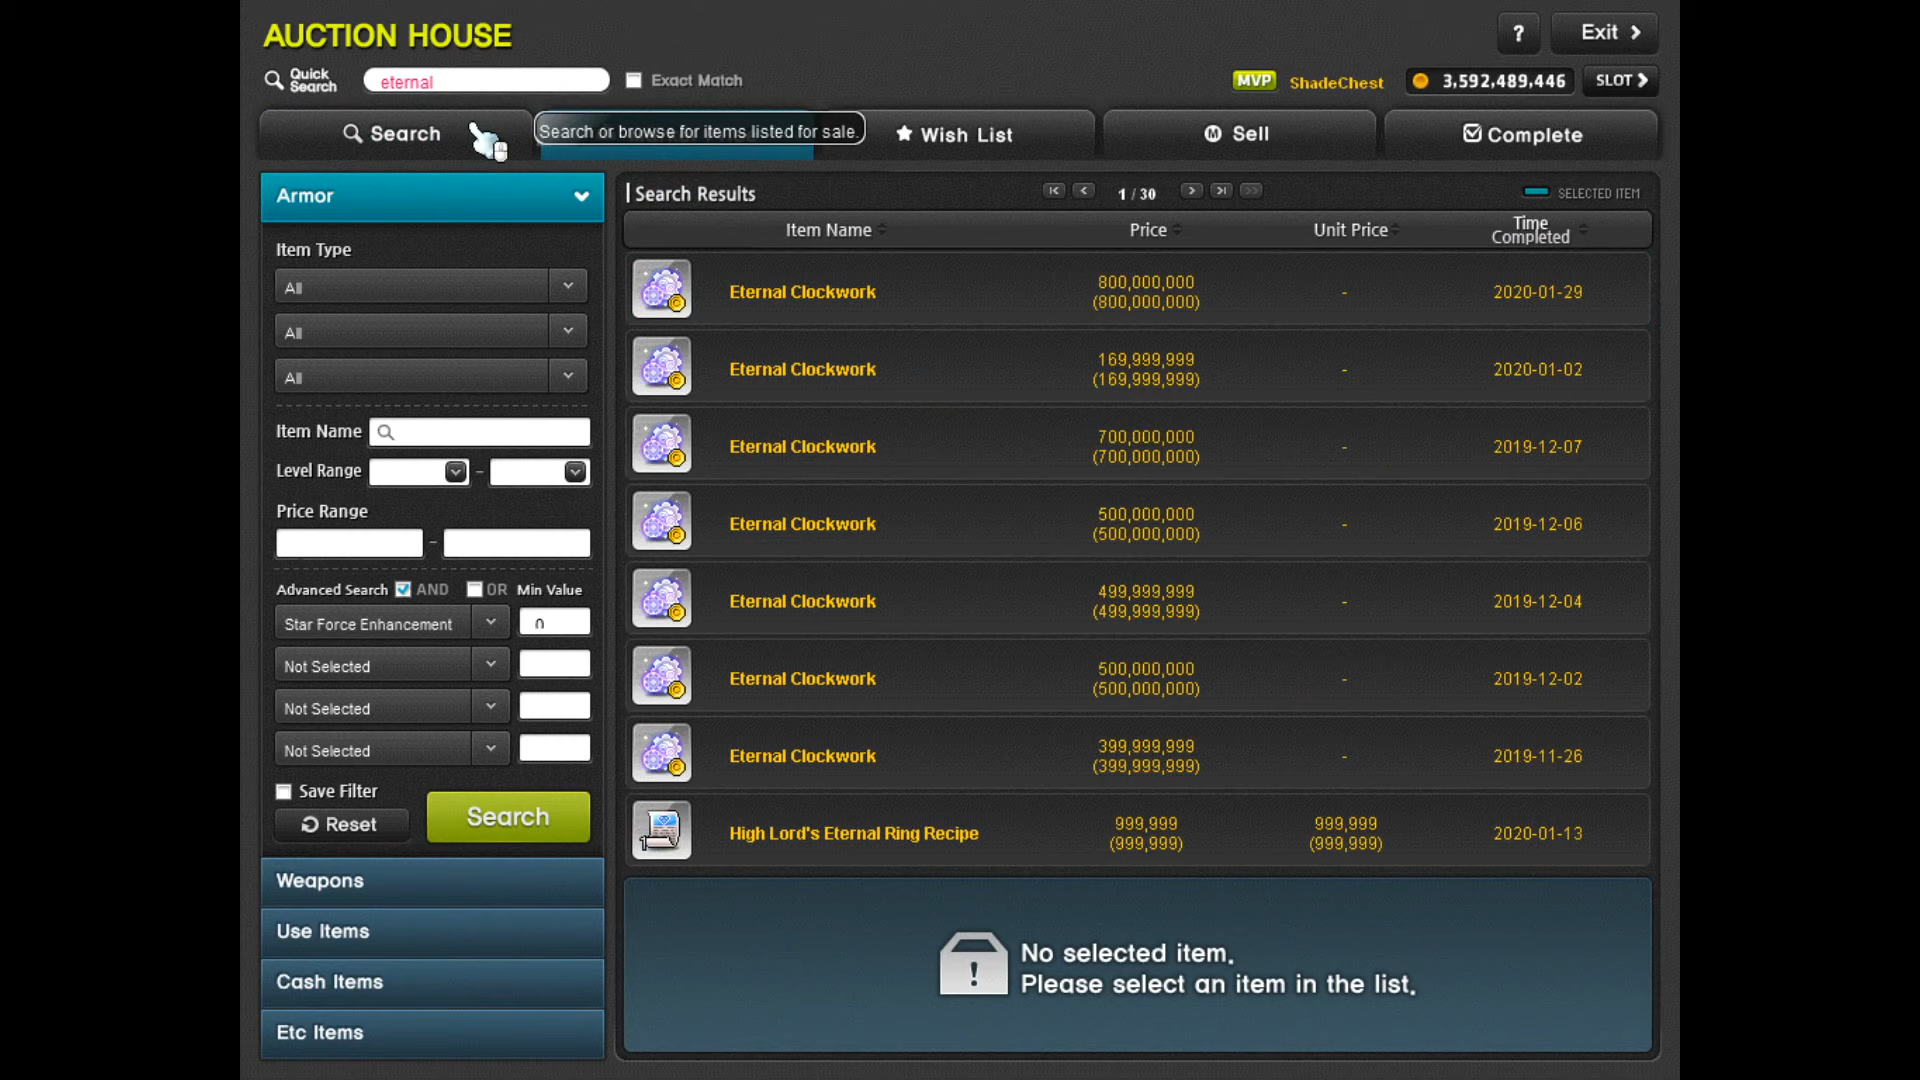 AUCTION HOUSE
?
Exit
Quick
Search
eternal
Exact Match
MVP
ShadeChest
3,592,489,446
SLOT
Search
Search or browse for items listed for sale.
Wish List
Sell
Complete
Armor
Item Type
All
All
All
Item Name
Level Range
-
Price Range
-
Advanced Search
AND
OR
Min Value
Star Force Enhancement
0
Not Selected
Not Selected
Not Selected
Save Filter
Reset
Search
Weapons
Use Items
Cash Items
Etc Items
Search Results
1 / 30
SELECTED ITEM
Item Name
Price
Unit Price
Time
Completed
Eternal Clockwork
800,000,000
(800,000,000)
-
2020-01-29
Eternal Clockwork
169,999,999
(169,999,999)
-
2020-01-02
Eternal Clockwork
700,000,000
(700,000,000)
-
2019-12-07
Eternal Clockwork
500,000,000
(500,000,000)
-
2019-12-06
Eternal Clockwork
499,999,999
(499,999,999)
-
2019-12-04
Eternal Clockwork
500,000,000
(500,000,000)
-
2019-12-02
Eternal Clockwork
399,999,999
(399,999,999)
-
2019-11-26
High Lord's Eternal Ring Recipe
999,999
(999,999)
999,999
(999,999)
2020-01-13
No selected item.
Please select an item in the list.